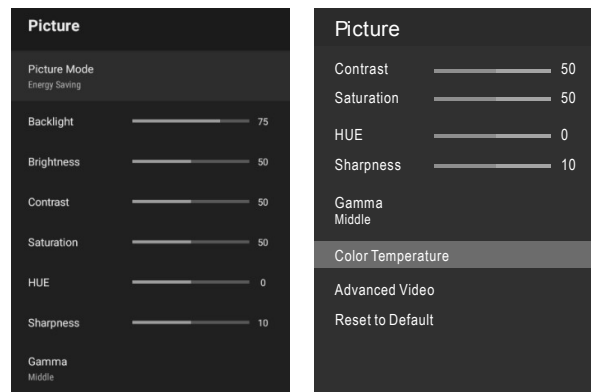 Picture
Picture Mode
Energy Saving
Backlight 75
Brightness 50
Contrast 50
Saturation 50
HUE 0
Sharpness 10
Gamma
Middle
Picture
Contrast 50
Saturation 50
HUE 0
Sharpness 10
Gamma
Middle
Color Temperature
Advanced Video
Reset to Default